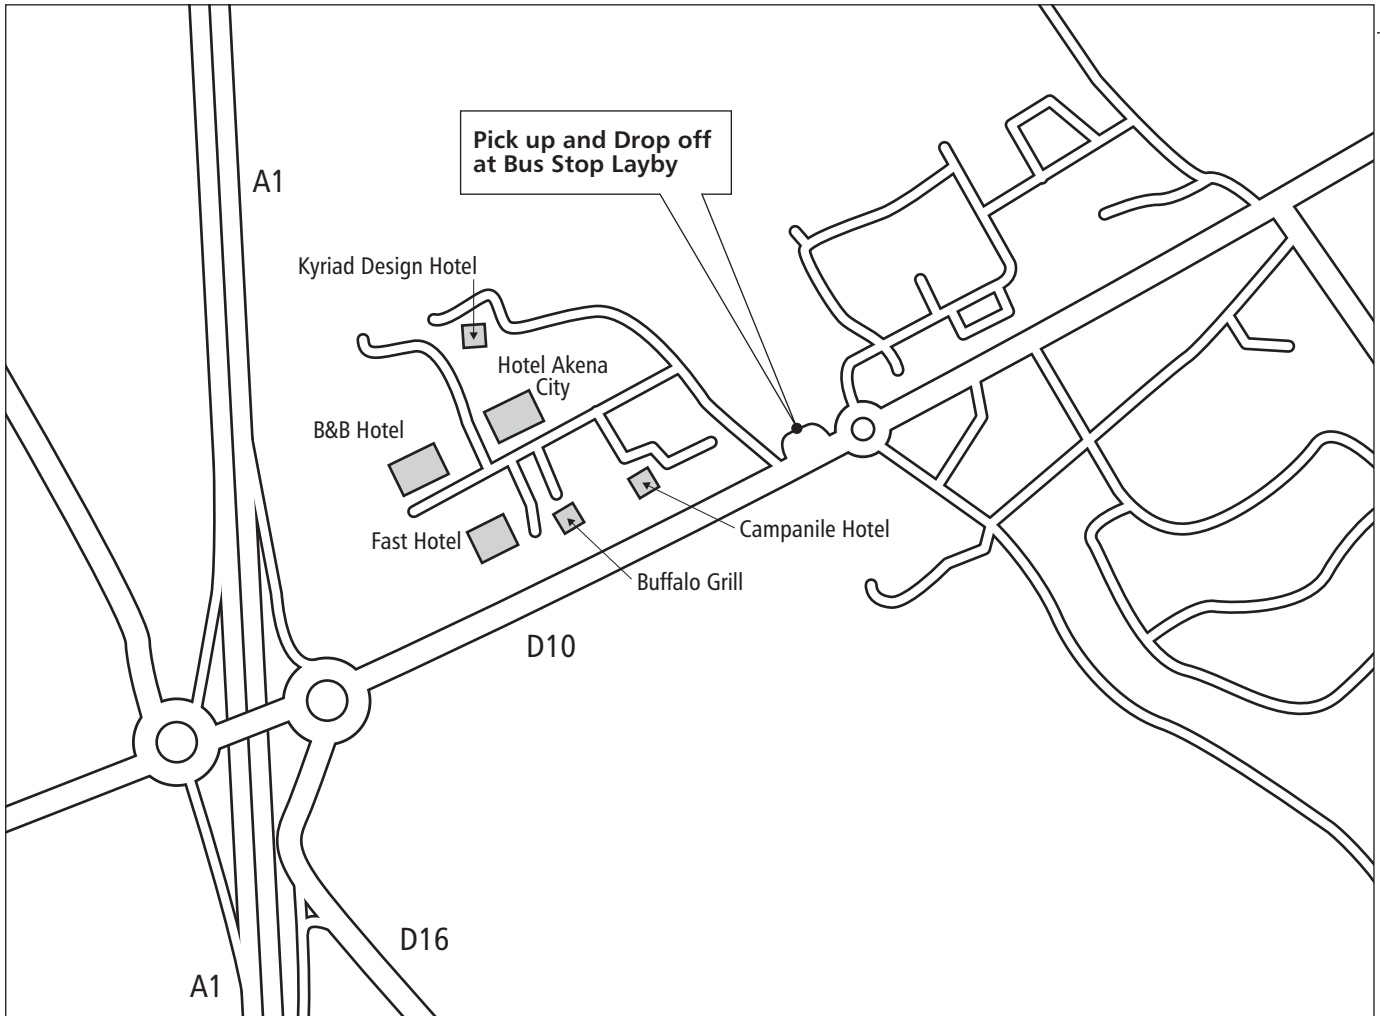 Pick up and Drop off
at Bus Stop Layby
A1
Kyriad Design Hotel
Hotel Akena
City
B&B Hotel
Fast Hotel
Campanile Hotel
Buffalo Grill
D10
D16
A1